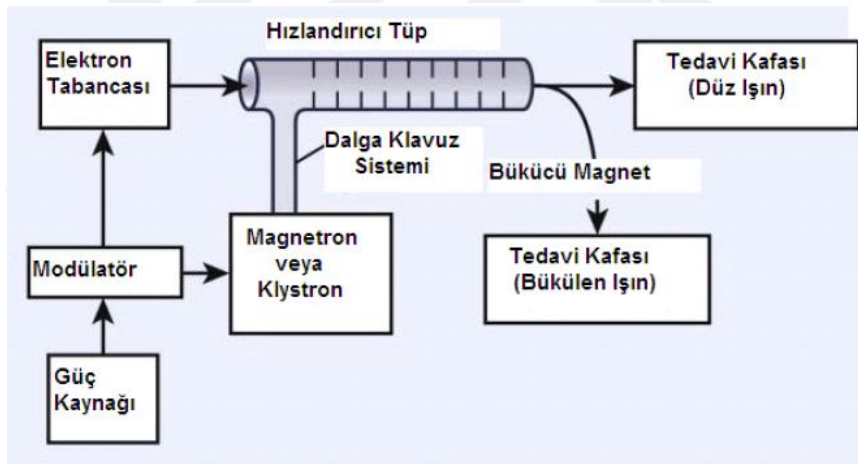 Hızlandırıcı Tüp
Elektron
Tabancası
Tedavi Kafası
(Düz Işın)
Dalga Klavuz
Sistemi
Bükücü Magnet
Modülatör
Magnetron
veya
Klystron
Tedavi Kafası
(Bükülen Işın)
Güç
Kaynağı